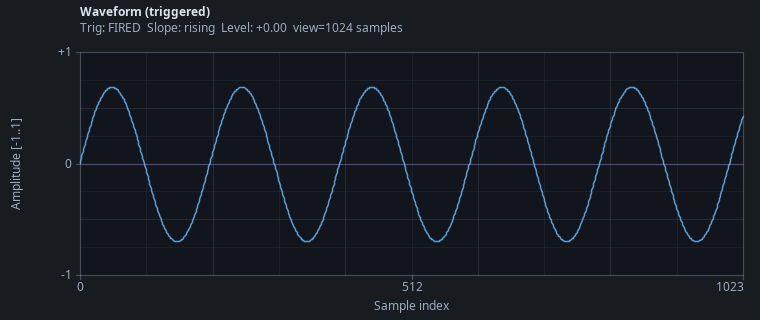 Waveform (triggered)
Trig: FIRED  Slope: rising  Level: +0.00  view=1024 samples
+1
0
-1
Amplitude [-1..1]
0
512
1023
Sample index